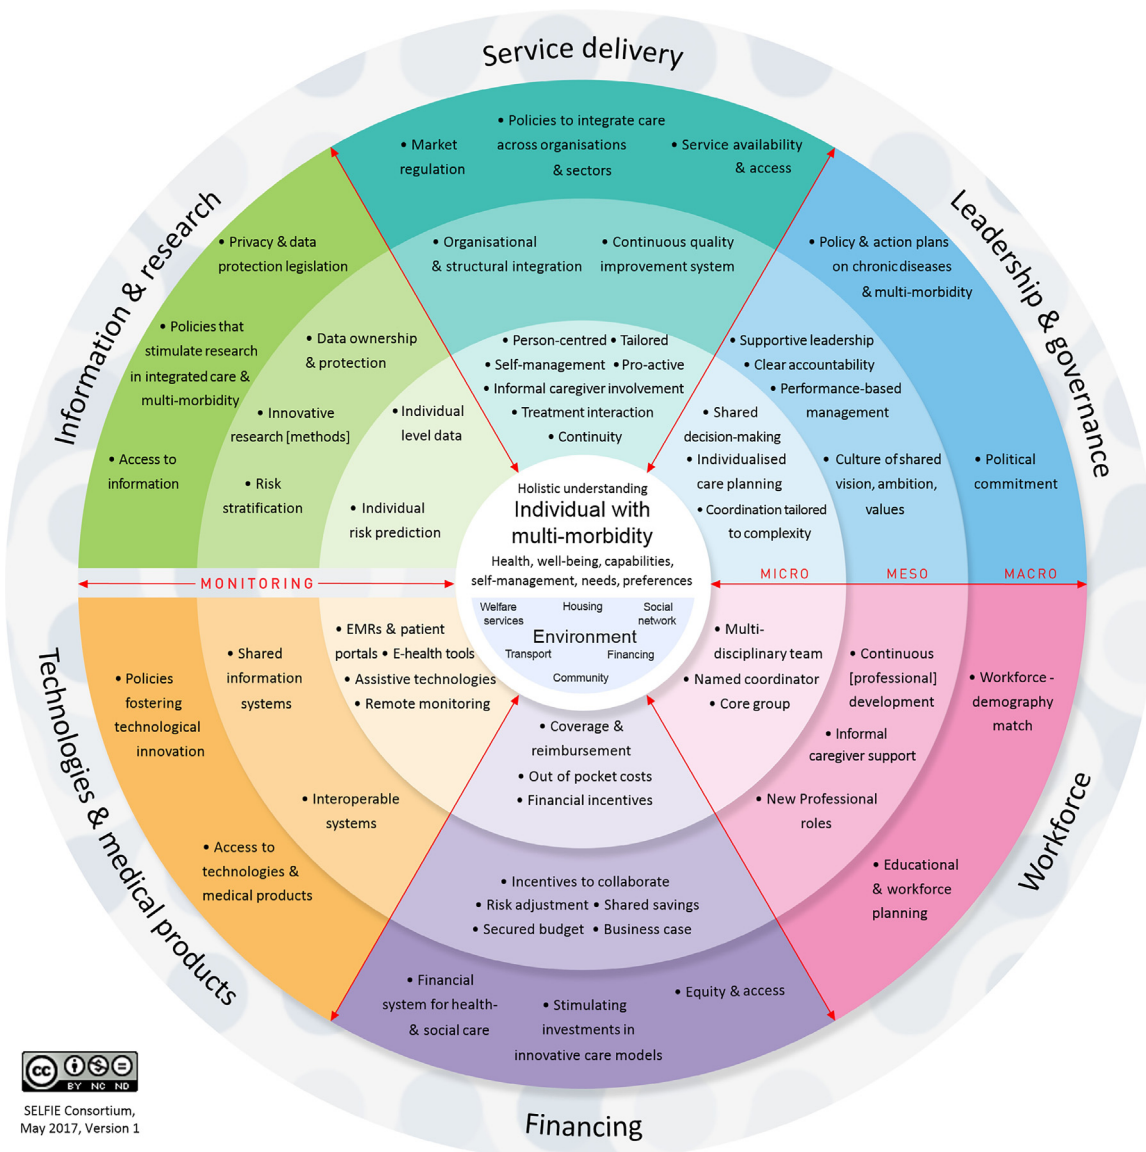 Service delivery
• Policies to integrate care
across organisations
& sectors
• Market
regulation
• Service availability
& access
• Organisational
& structural integration
• Continuous quality
improvement system
• Person-centred • Tailored
• Self-management • Pro-active
• Informal caregiver involvement
• Treatment interaction
• Continuity
Leadership & governance
• Policy & action plans
on chronic diseases
& multi-morbidity
• Political
commitment
• Supportive leadership
• Clear accountability
• Performance-based
management
• Culture of shared
vision, ambition,
values
• Shared
decision-making
• Individualised
care planning
• Coordination tailored
to complexity
Information & research
• Privacy & data
protection legislation
• Policies that
stimulate research
in integrated care &
multi-morbidity
• Access to
information
• Data ownership
& protection
• Innovative
research [methods]
• Risk
stratification
• Individual
level data
• Individual
risk prediction
Holistic understanding
Individual with
multi-morbidity
Health, well-being, capabilities,
self-management, needs, preferences
Welfare
services
Housing
Social
network
Environment
Transport
Financing
Community
MONITORING
MICRO
MESO
MACRO
Technologies & medical products
• EMRs & patient
portals • E-health tools
• Assistive technologies
• Remote monitoring
• Shared
information
systems
• Interoperable
systems
• Policies
fostering
technological
innovation
• Access to
technologies &
medical products
Workforce
• Multi-
disciplinary team
• Named coordinator
• Core group
• Continuous
[professional]
development
• Informal
caregiver support
• New Professional
roles
• Workforce -
demography
match
• Educational
& workforce
planning
• Coverage &
reimbursement
• Out of pocket costs
• Financial incentives
• Incentives to collaborate
• Risk adjustment • Shared savings
• Secured budget • Business case
• Financial
system for health-
& social care
• Stimulating
investments in
innovative care models
• Equity & access
Financing
cc
BY NC ND
SELFIE Consortium,
May 2017, Version 1